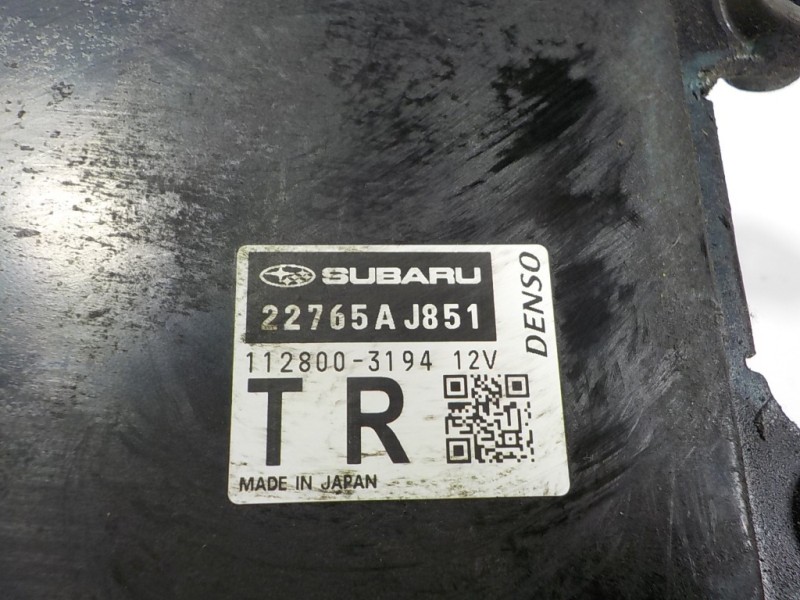 SUBARU
22765AJ851
DENSO
112800-3194 12V
TR
MADE IN JAPAN